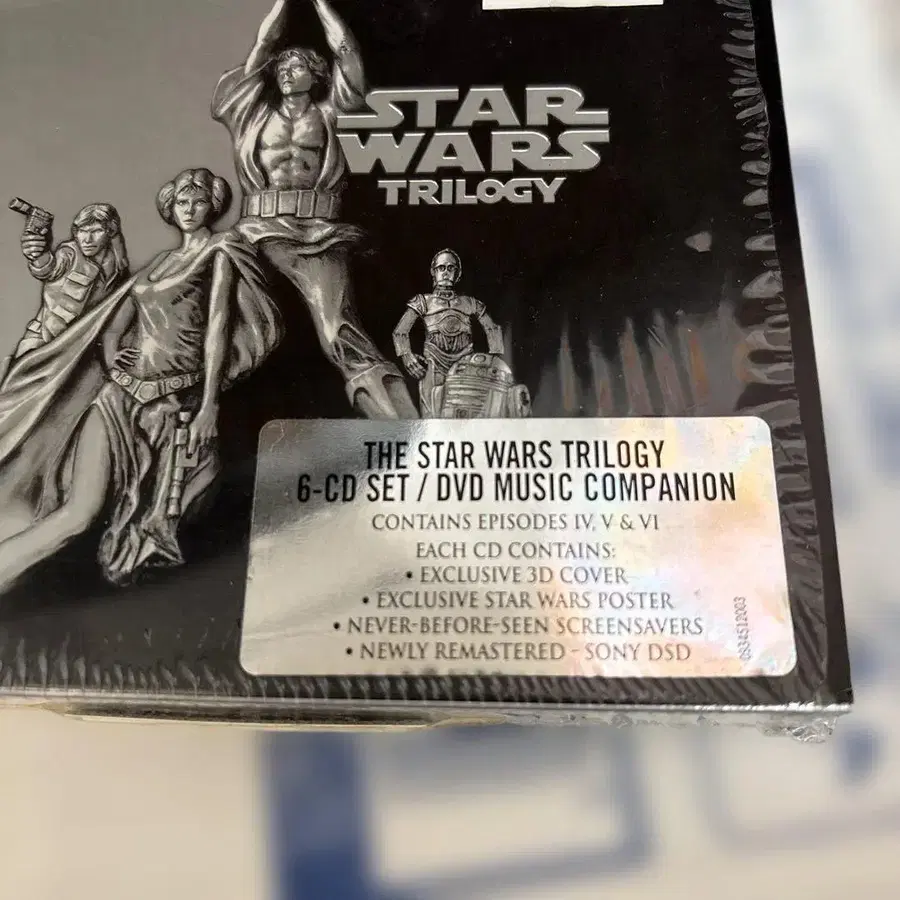 STAR
WARS
TRILOGY
THE STAR WARS TRILOGY
6-CD SET / DVD MUSIC COMPANION
CONTAINS EPISODES IV, V & VI
EACH CD CONTAINS:
• EXCLUSIVE 3D COVER
• EXCLUSIVE STAR WARS POSTER
• NEVER-BEFORE-SEEN SCREENSAVERS
• NEWLY REMASTERED - SONY DSD
0934512003